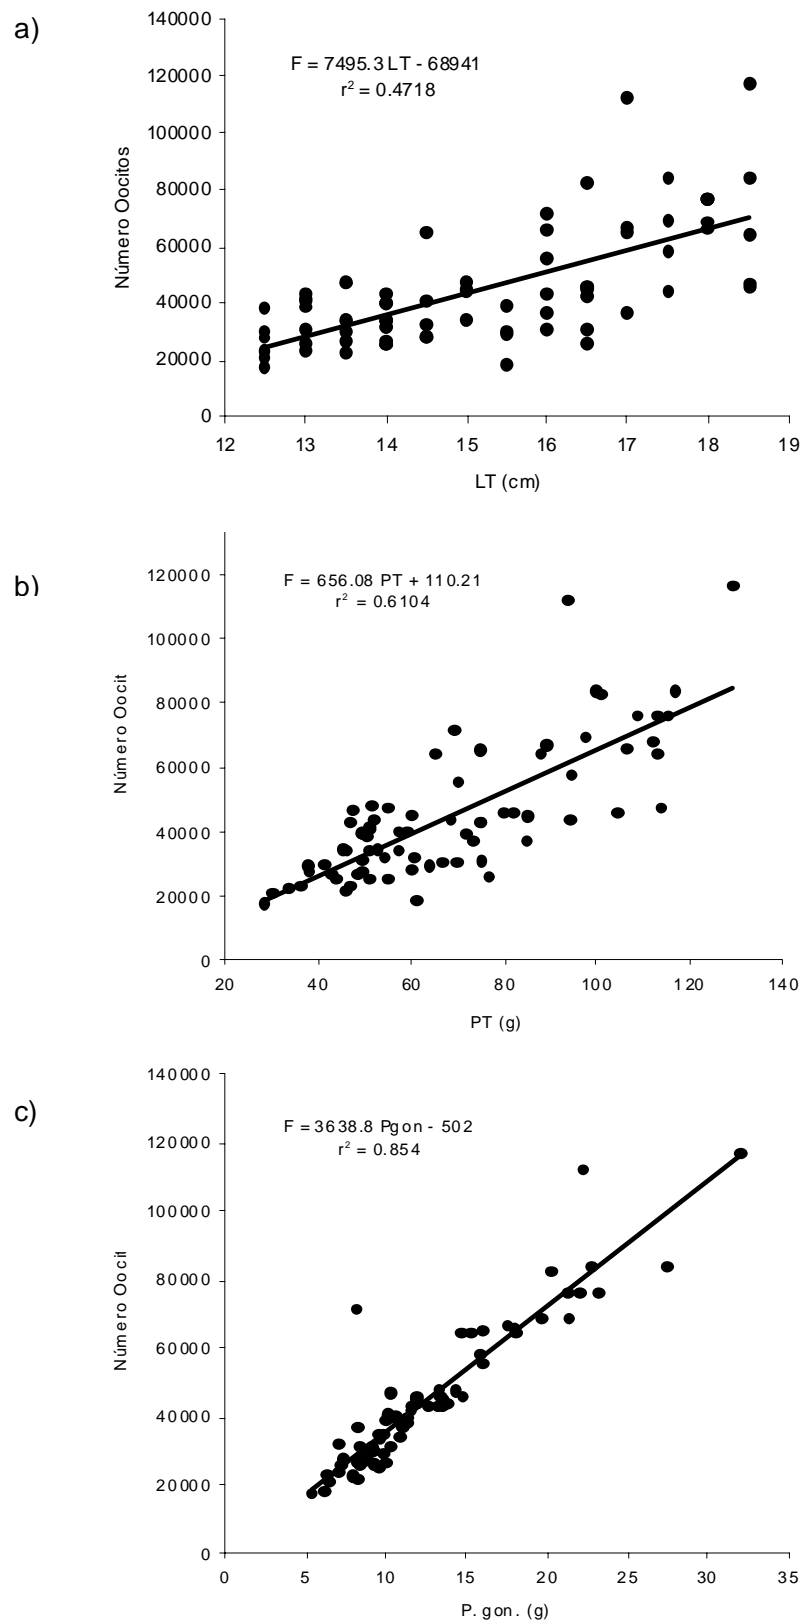 a)
140000
F = 7495.3 LT - 68941
r² = 0.4718
120000
100000
80000
60000
40000
20000
0
Número Oocitos
12 13 14 15 16 17 18 19
LT (cm)
b)
F = 656.08 PT + 110.21
r² = 0.6104
120000
100000
80000
60000
40000
20000
0
Número Oocit
20 40 60 80 100 120 140
PT (g)
c)
140000
F = 3638.8 Pgon - 502
r² = 0.854
120000
100000
80000
60000
40000
20000
0
Número Oocit
0 5 10 15 20 25 30 35
P. gon. (g)